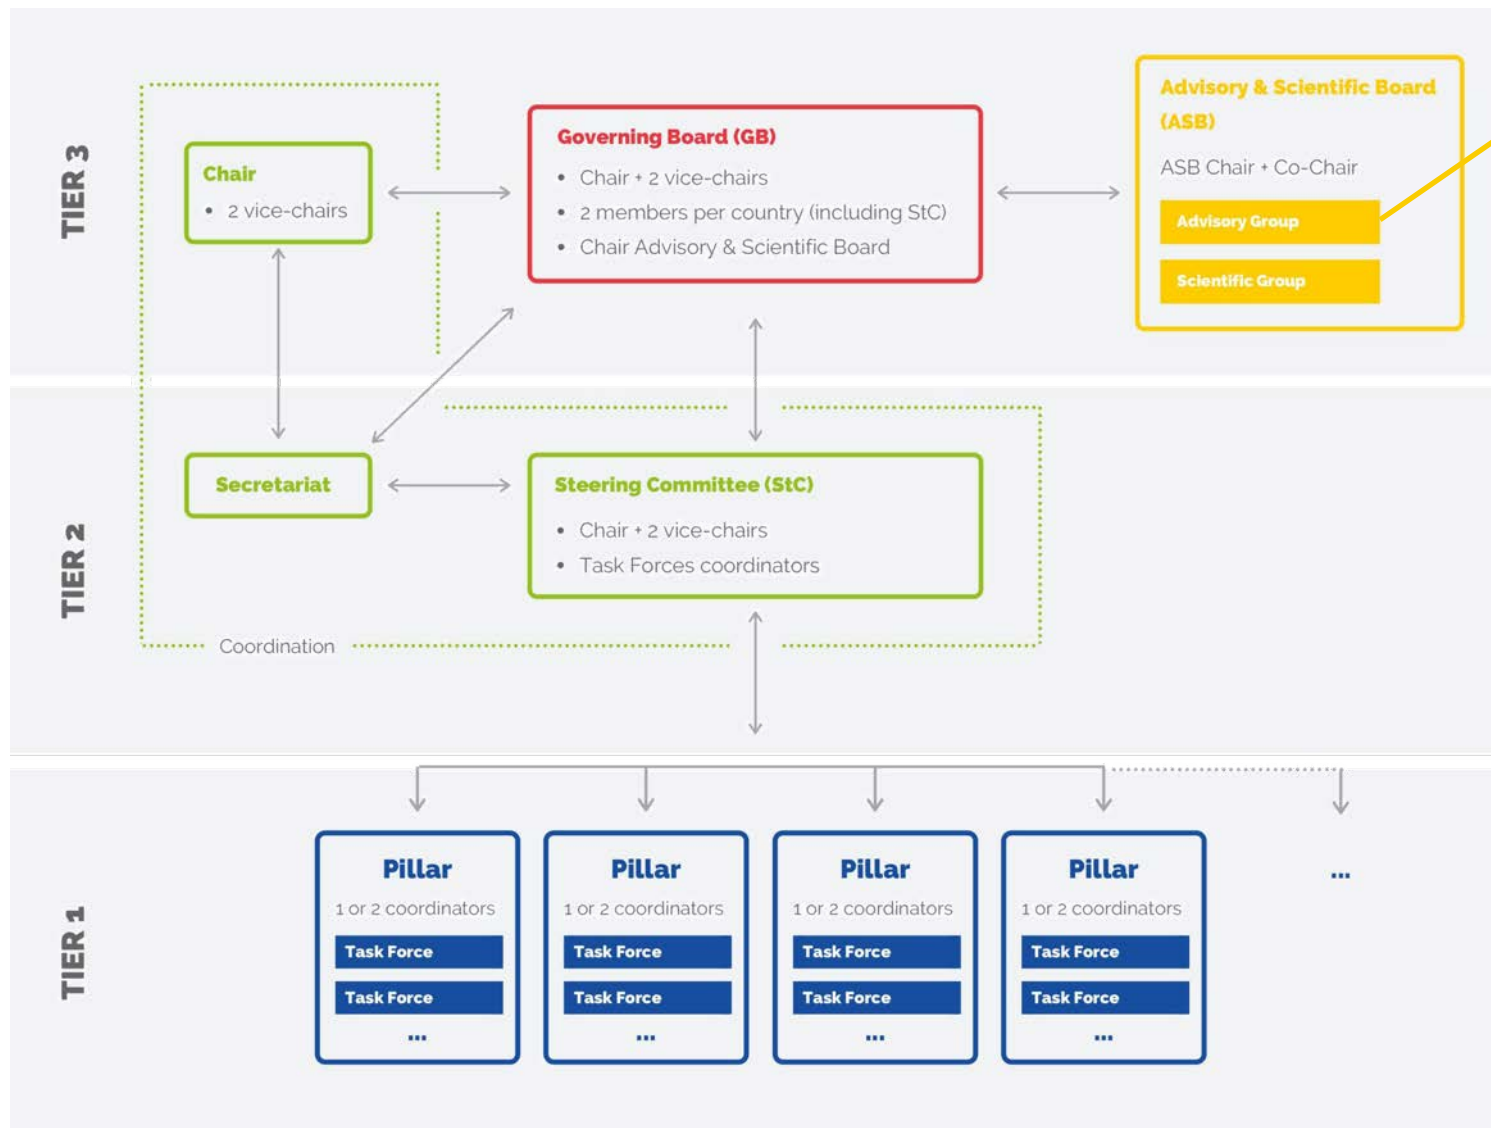 TIER 3
Chair
• 2 vice-chairs
Governing Board (GB)
• Chair + 2 vice-chairs
• 2 members per country (including StC)
• Chair Advisory & Scientific Board
Advisory & Scientific Board
(ASB)
ASB Chair + Co-Chair
Advisory Group
Scientific Group
TIER 2
Secretariat
Steering Committee (StC)
• Chair + 2 vice-chairs
• Task Forces coordinators
Coordination
TIER 1
Pillar
1 or 2 coordinators
Task Force
Task Force
...
Pillar
1 or 2 coordinators
Task Force
Task Force
...
Pillar
1 or 2 coordinators
Task Force
Task Force
...
Pillar
1 or 2 coordinators
Task Force
Task Force
...
...